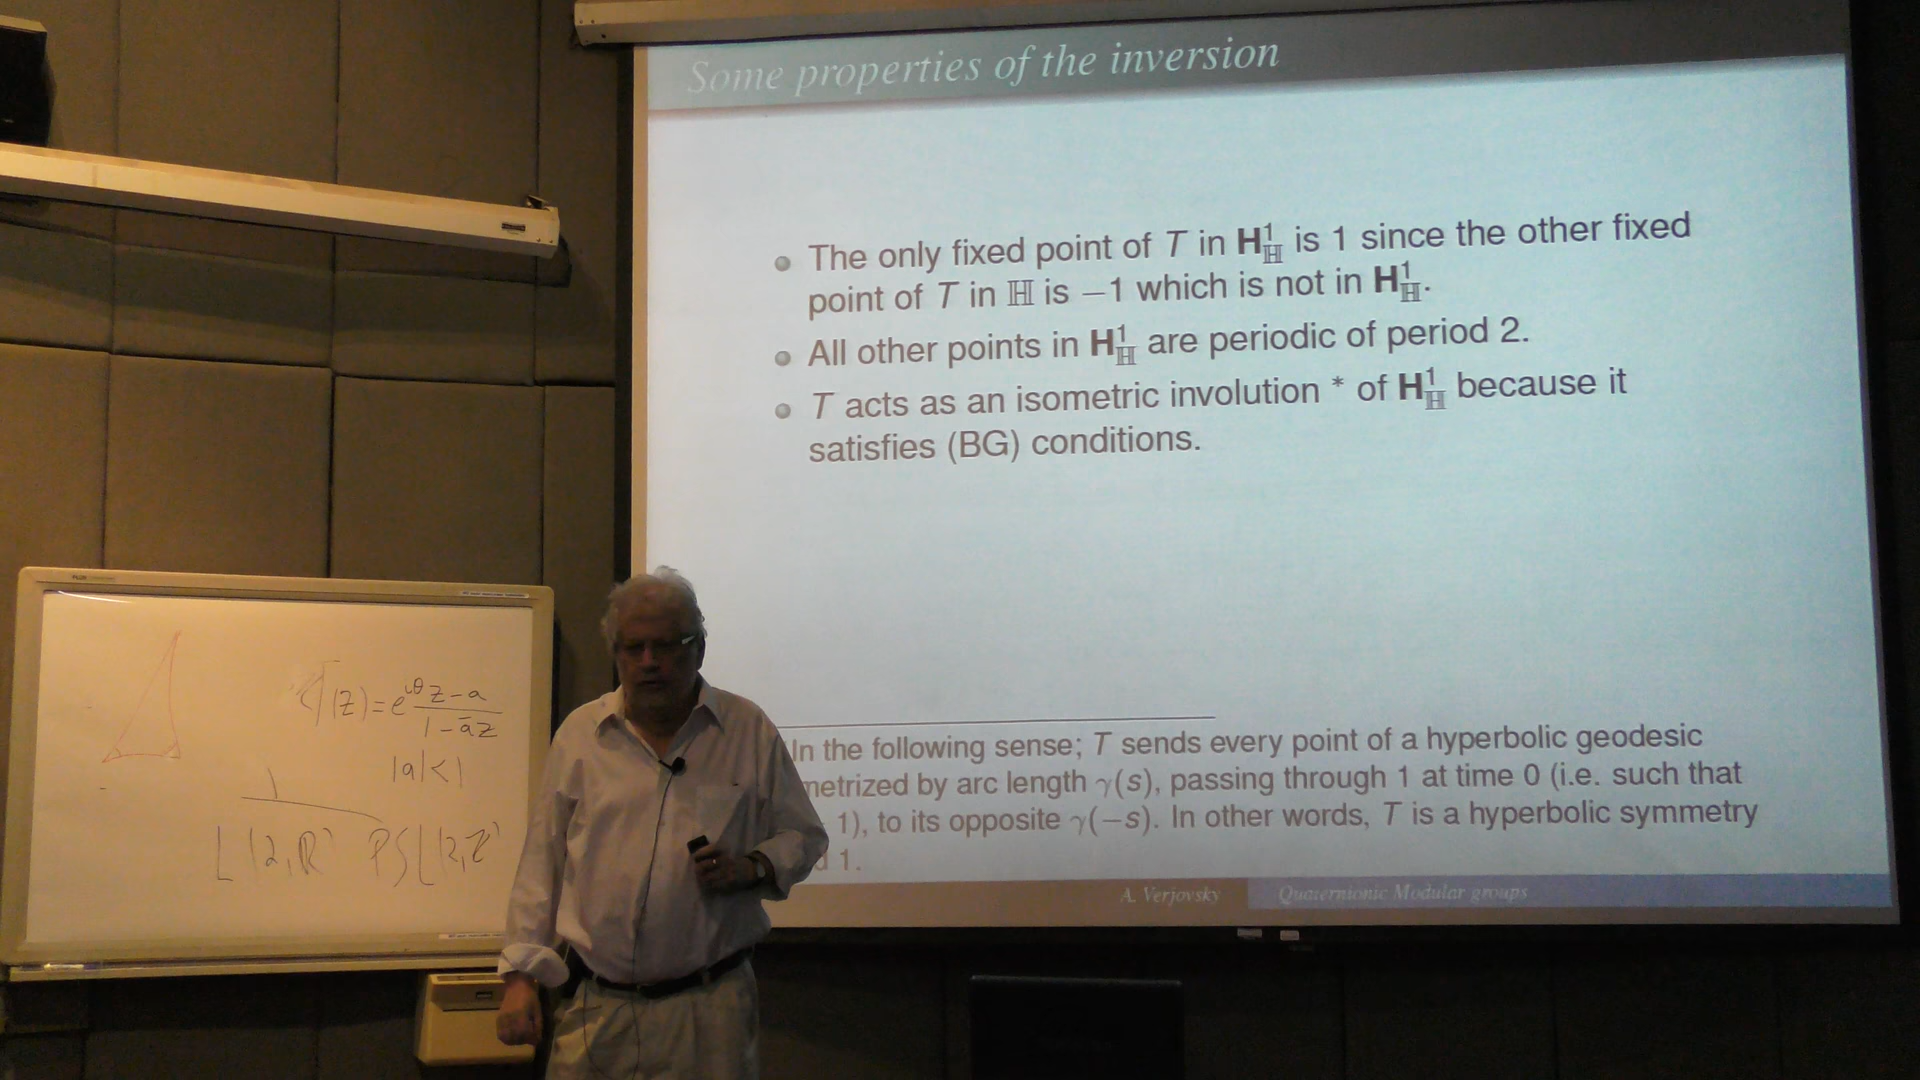 Some properties of the inversion
The only fixed point of T in H¹_ℍ is 1 since the other fixed
point of T in ℍ is −1 which is not in H¹_ℍ.
All other points in H¹_ℍ are periodic of period 2.
T acts as an isometric involution * of H¹_ℍ because it
satisfies (BG) conditions.
In the following sense; T sends every point of a hyperbolic geodesic
metrized by arc length γ(s), passing through 1 at time 0 (i.e. such that
1), to its opposite γ(−s). In other words, T is a hyperbolic symmetry
1.
A. Verjovsky Quaternionic Modular groups
(z)=e^{iθ} (z−a)/(1−āz)
|a|<1
L(2,R) PSL(2,Z)